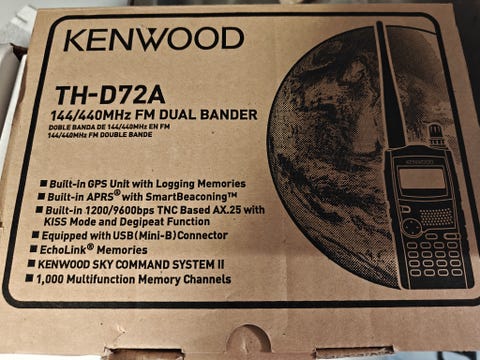 KENWOOD
TH-D72A
144/440MHz FM DUAL BANDER
DOBLE BANDA DE 144/440MHz EN FM
144/440MHz FM DOUBLE BANDE
■ Built-in GPS Unit with Logging Memories
■ Built-in APRS® with SmartBeaconing™
■ Built-in 1200/9600bps TNC Based AX.25 with
KISS Mode and Degipeat Function
■ Equipped with USB(Mini-B)Connector
■ EchoLink® Memories
■ KENWOOD SKY COMMAND SYSTEM II
■ 1,000 Multifunction Memory Channels
KENWOOD